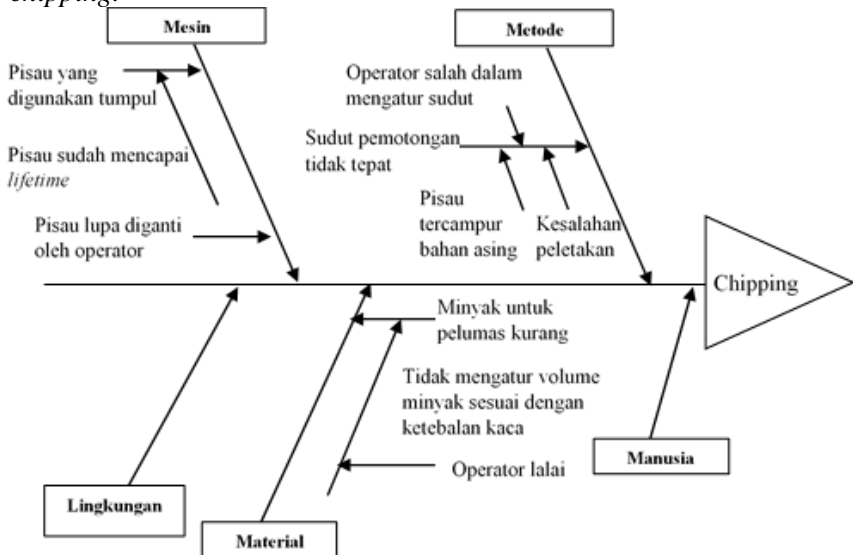 chipping.
Mesin
Metode
Pisau yang
digunakan tumpul
Operator salah dalam
mengatur sudut
Pisau sudah mencapai
lifetime
Sudut pemotongan
tidak tepat
Pisau lupa diganti
oleh operator
Pisau
tercampur
bahan asing
Kesalahan
peletakan
Chipping
Minyak untuk
pelumas kurang
Tidak mengatur volume
minyak sesuai dengan
ketebalan kaca
Operator lalai
Manusia
Lingkungan
Material